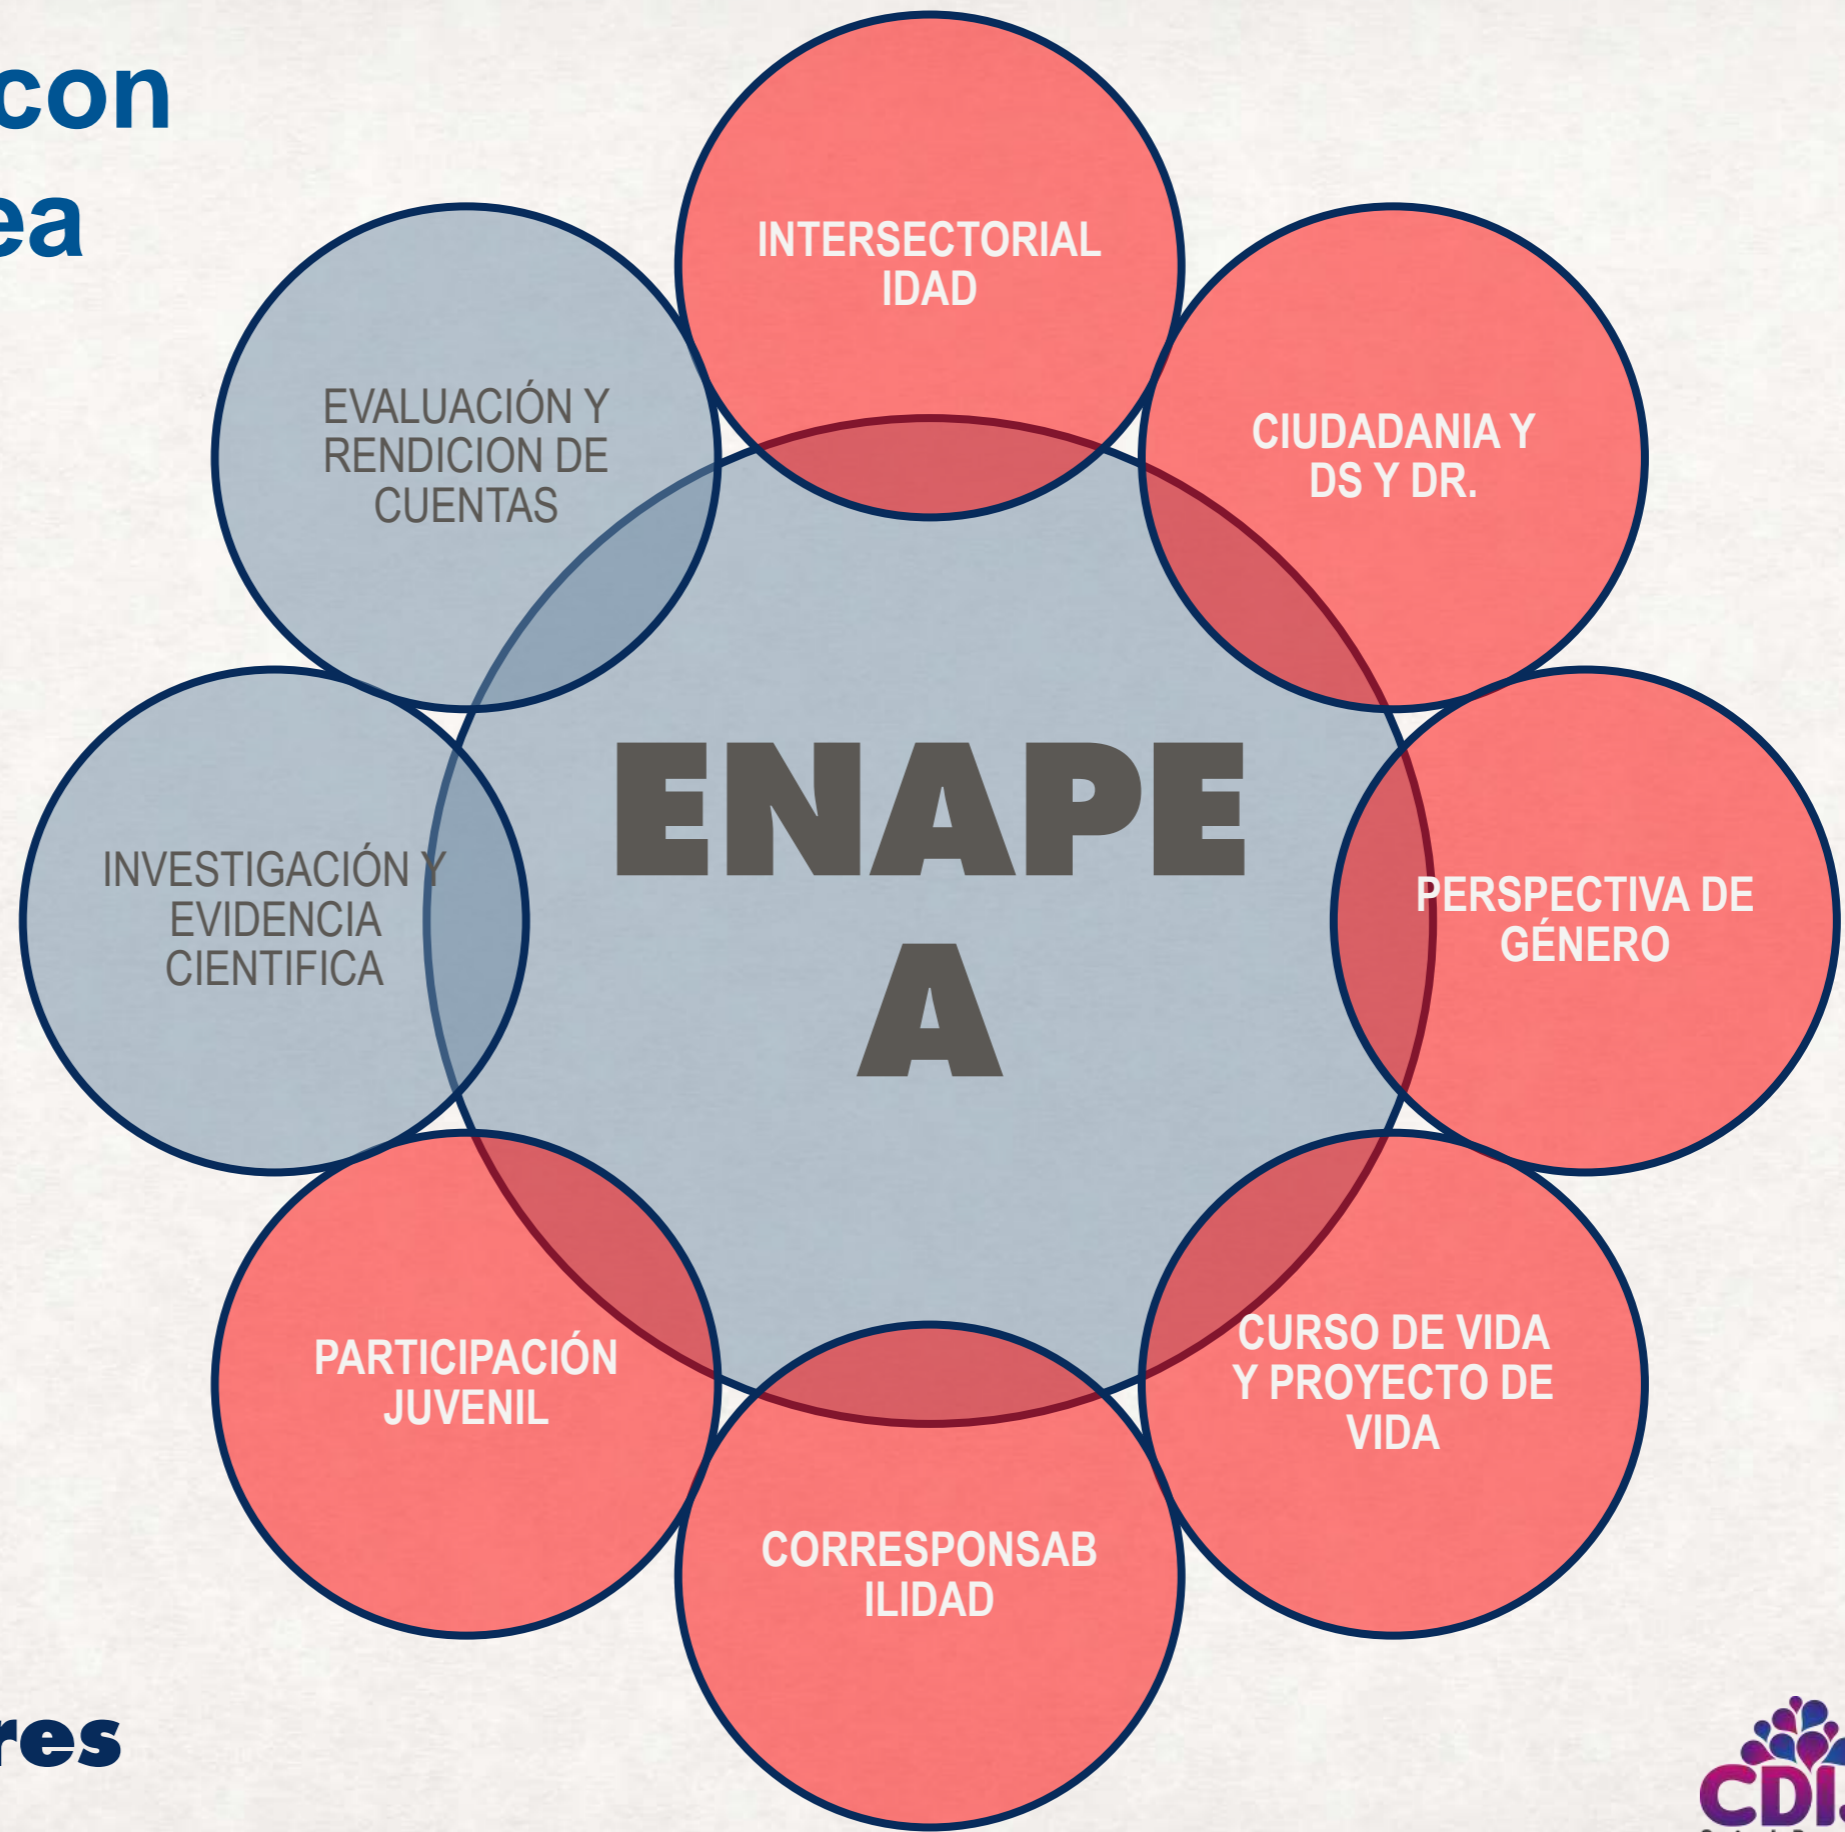 con
ea
INTERSECTORIAL
IDAD
CIUDADANIA Y
DS Y DR.
PERSPECTIVA DE
GÉNERO
CURSO DE VIDA
Y PROYECTO DE
VIDA
CORRESPONSAB
ILIDAD
PARTICIPACIÓN
JUVENIL
INVESTIGACIÓN Y
EVIDENCIA
CIENTIFICA
EVALUACIÓN Y
RENDICION DE
CUENTAS
ENAPE
A
res
CDI